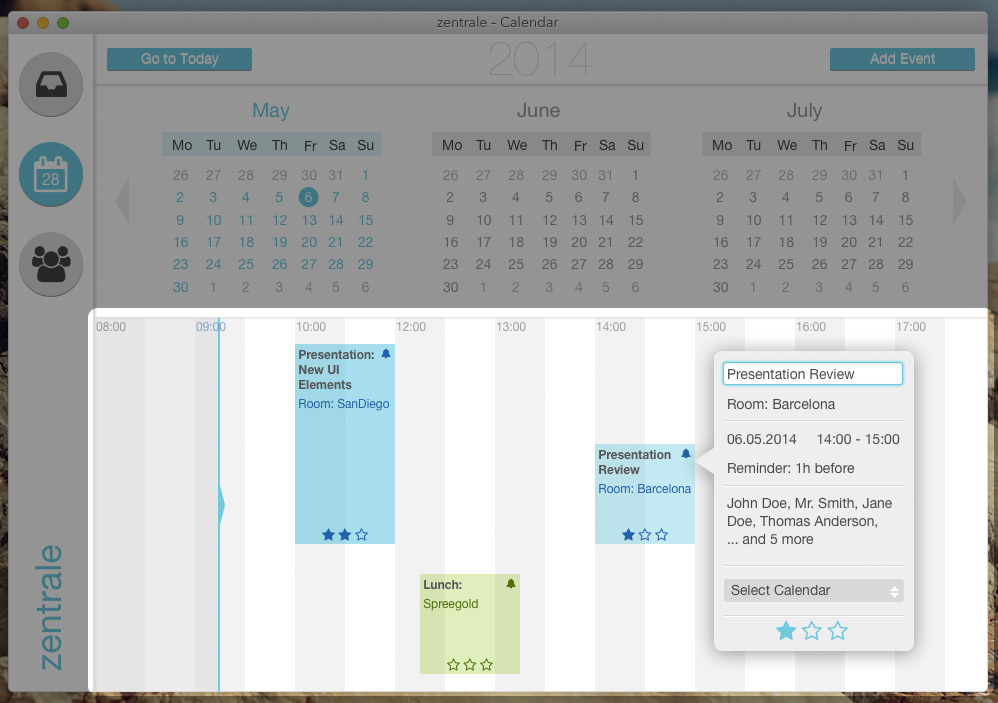 zentrale – Calendar
Go to Today
2014
Add Event
May
June
July
Mo Tu We Th Fr Sa Su
Mo Tu We Th Fr Sa Su
Mo Tu We Th Fr Sa Su
26 27 28 29 30 31 1
26 27 28 29 30 31 1
26 27 28 29 30 31 1
2 3 4 5 6 7 8
2 3 4 5 6 7 8
2 3 4 5 6 7 8
9 10 11 12 13 14 15
9 10 11 12 13 14 15
9 10 11 12 13 14 15
16 17 18 19 20 21 22
16 17 18 19 20 21 22
16 17 18 19 20 21 22
23 24 25 26 27 28 29
23 24 25 26 27 28 29
23 24 25 26 27 28 29
30 1 2 3 4 5 6
30 1 2 3 4 5 6
30 1 2 3 4 5 6
28
zentrale
08:00 09:00 10:00 12:00 13:00 14:00 15:00 16:00 17:00
Presentation:
New UI
Elements
Room: SanDiego
Lunch:
Spreegold
Presentation
Review
Room: Barcelona
Presentation Review
Room: Barcelona
06.05.2014 14:00 - 15:00
Reminder: 1h before
John Doe, Mr. Smith, Jane
Doe, Thomas Anderson,
... and 5 more
Select Calendar